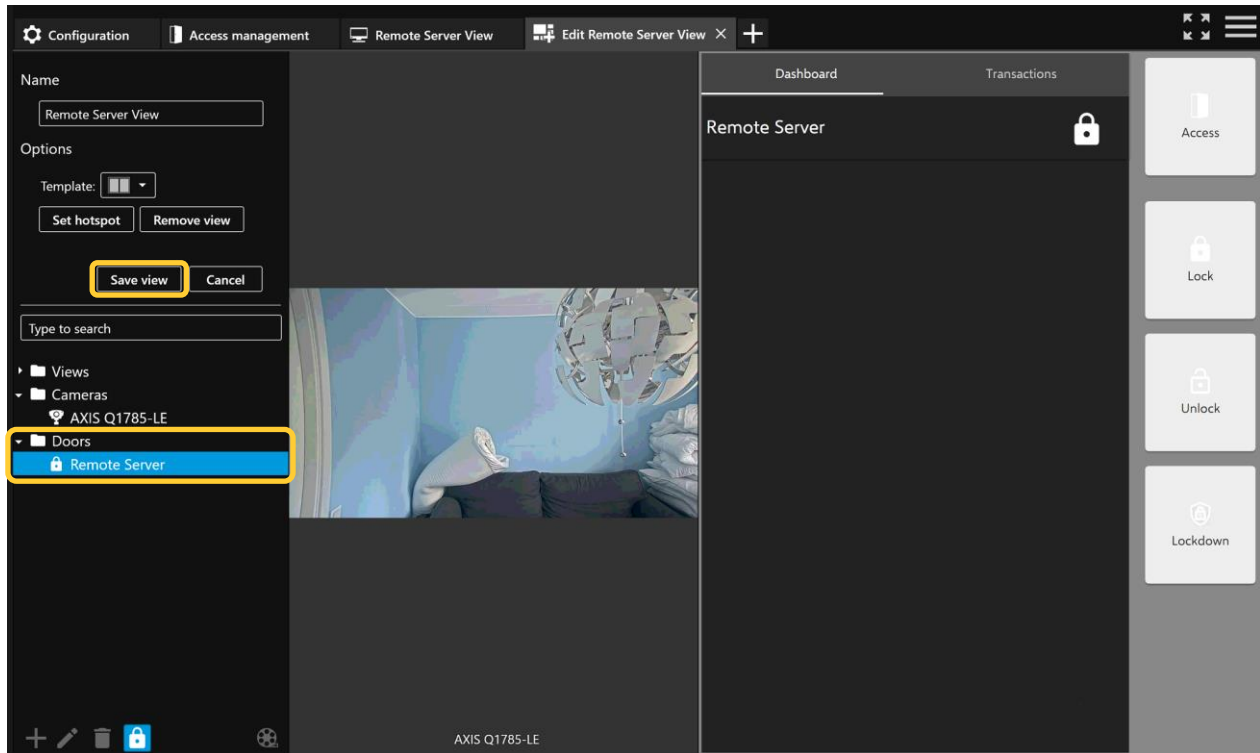 Configuration
Access management
Remote Server View
Edit Remote Server View
Name
Remote Server View
Options
Template:
Set hotspot
Remove view
Save view
Cancel
Type to search
Views
Cameras
AXIS Q1785-LE
Doors
Remote Server
AXIS Q1785-LE
Dashboard
Transactions
Remote Server
Access
Lock
Unlock
Lockdown